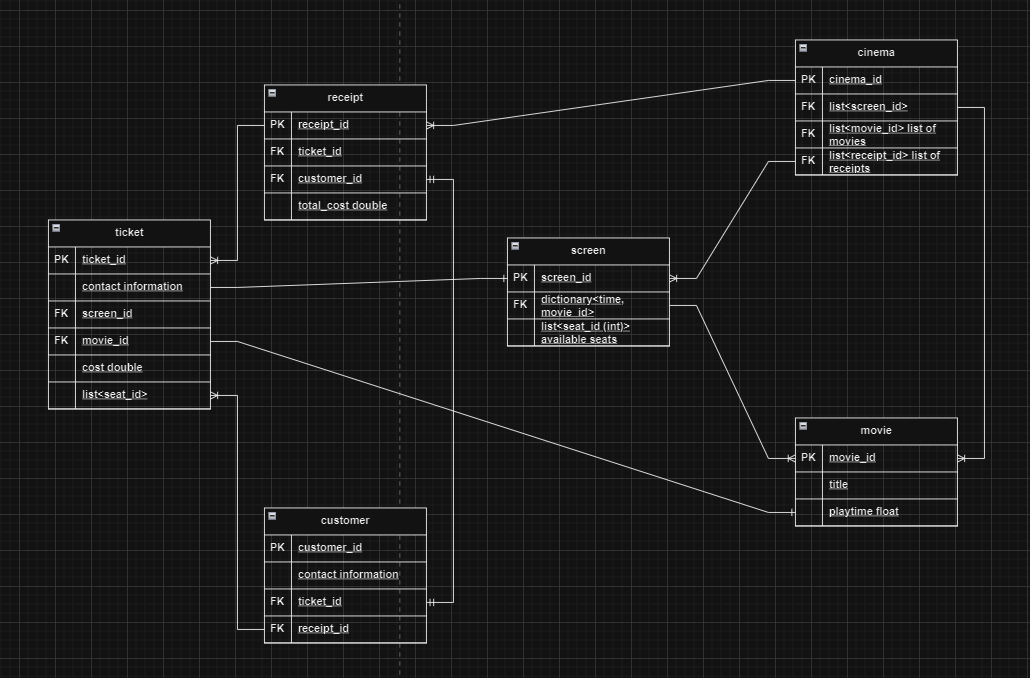 cinema
PK cinema_id
FK list<screen_id>
FK list<movie_id> list of
movies
FK list<receipt_id> list of
receipts
receipt
PK receipt_id
FK ticket_id
FK customer_id
total_cost double
ticket
PK ticket_id
contact information
FK screen_id
FK movie_id
cost double
list<seat_id>
screen
PK screen_id
FK dictionary<time,
movie_id>
list<seat_id (int)>
available seats
movie
PK movie_id
title
playtime float
customer
PK customer_id
contact information
FK ticket_id
FK receipt_id